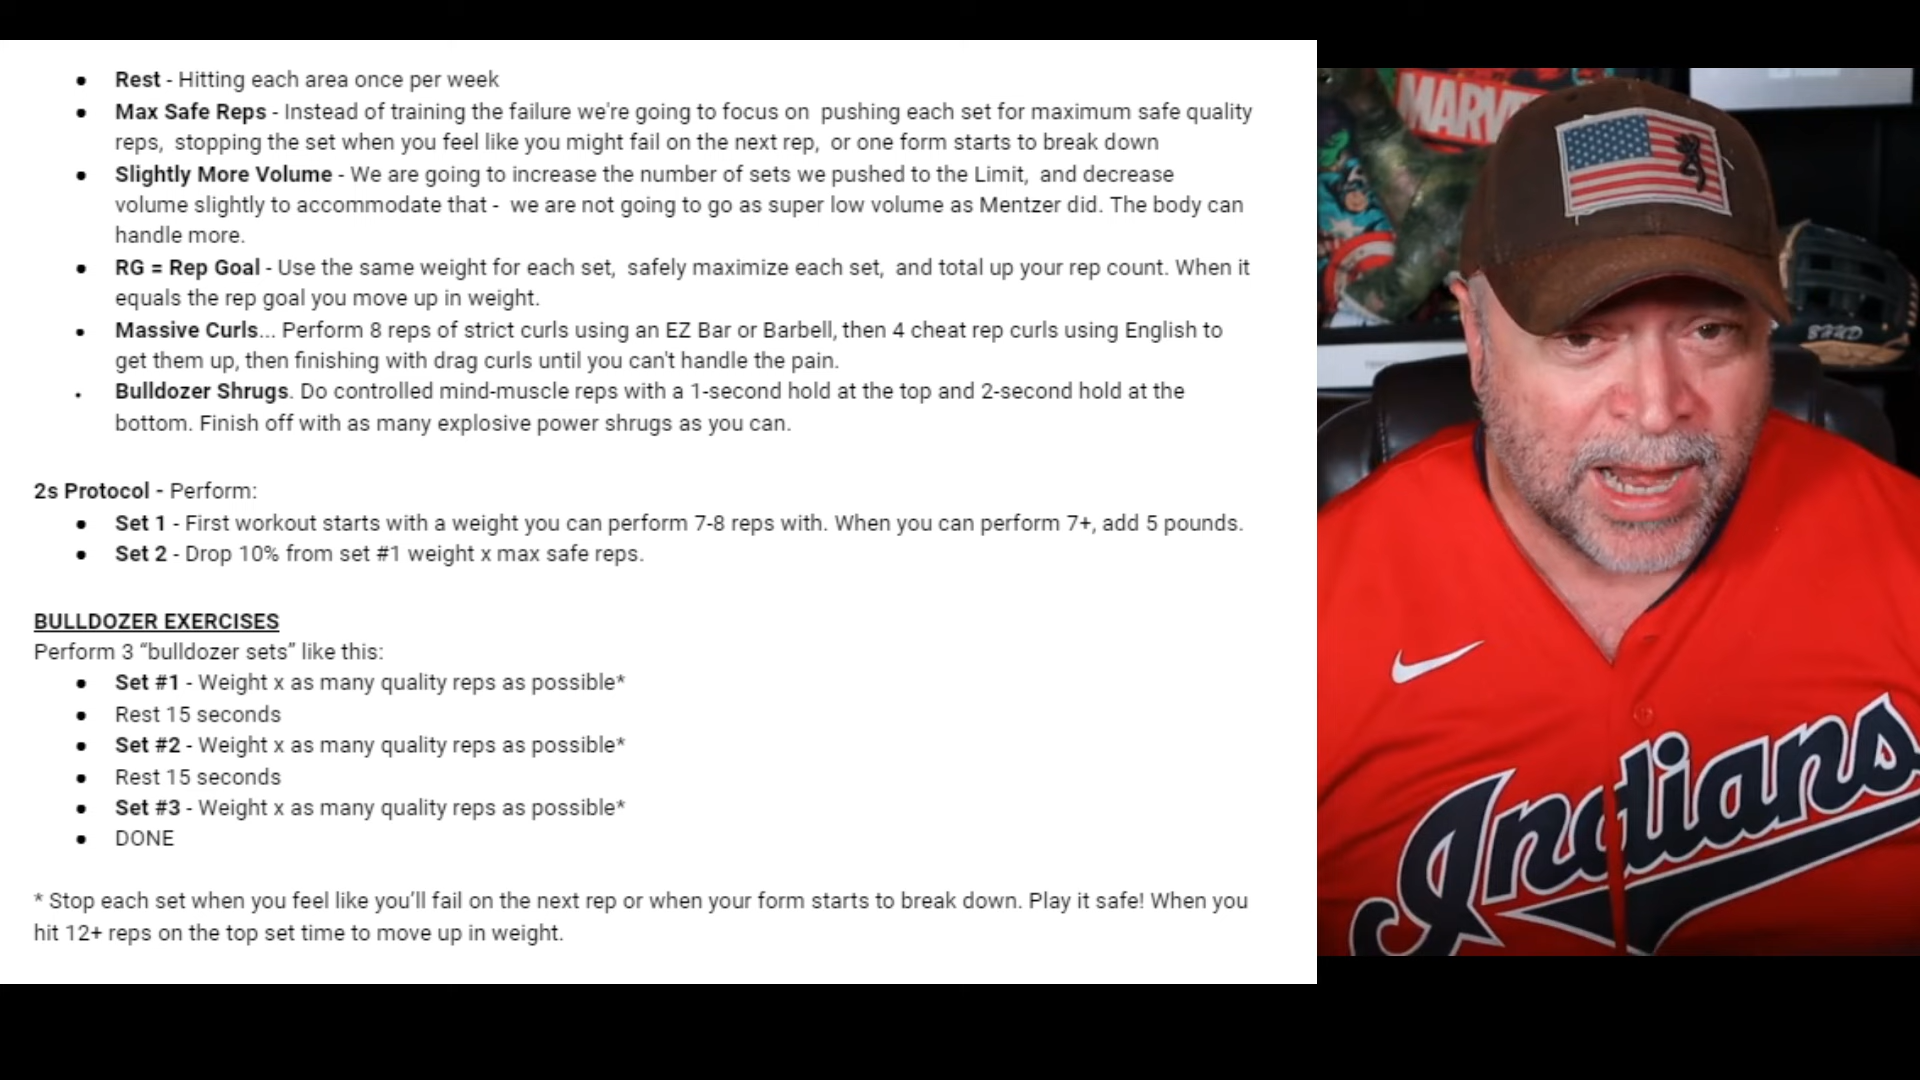 • Rest - Hitting each area once per week
• Max Safe Reps - Instead of training the failure we're going to focus on pushing each set for maximum safe quality
reps, stopping the set when you feel like you might fail on the next rep, or one form starts to break down
• Slightly More Volume - We are going to increase the number of sets we pushed to the Limit, and decrease
volume slightly to accommodate that - we are not going to go as super low volume as Mentzer did. The body can
handle more.
• RG = Rep Goal - Use the same weight for each set, safely maximize each set, and total up your rep count. When it
equals the rep goal you move up in weight.
• Massive Curls... Perform 8 reps of strict curls using an EZ Bar or Barbell, then 4 cheat rep curls using English to
get them up, then finishing with drag curls until you can't handle the pain.
• Bulldozer Shrugs. Do controlled mind-muscle reps with a 1-second hold at the top and 2-second hold at the
bottom. Finish off with as many explosive power shrugs as you can.
2s Protocol - Perform:
• Set 1 - First workout starts with a weight you can perform 7-8 reps with. When you can perform 7+, add 5 pounds.
• Set 2 - Drop 10% from set #1 weight x max safe reps.
BULLDOZER EXERCISES
Perform 3 “bulldozer sets” like this:
• Set #1 - Weight x as many quality reps as possible*
• Rest 15 seconds
• Set #2 - Weight x as many quality reps as possible*
• Rest 15 seconds
• Set #3 - Weight x as many quality reps as possible*
• DONE
* Stop each set when you feel like you’ll fail on the next rep or when your form starts to break down. Play it safe! When you
hit 12+ reps on the top set time to move up in weight.
MARV
Indians